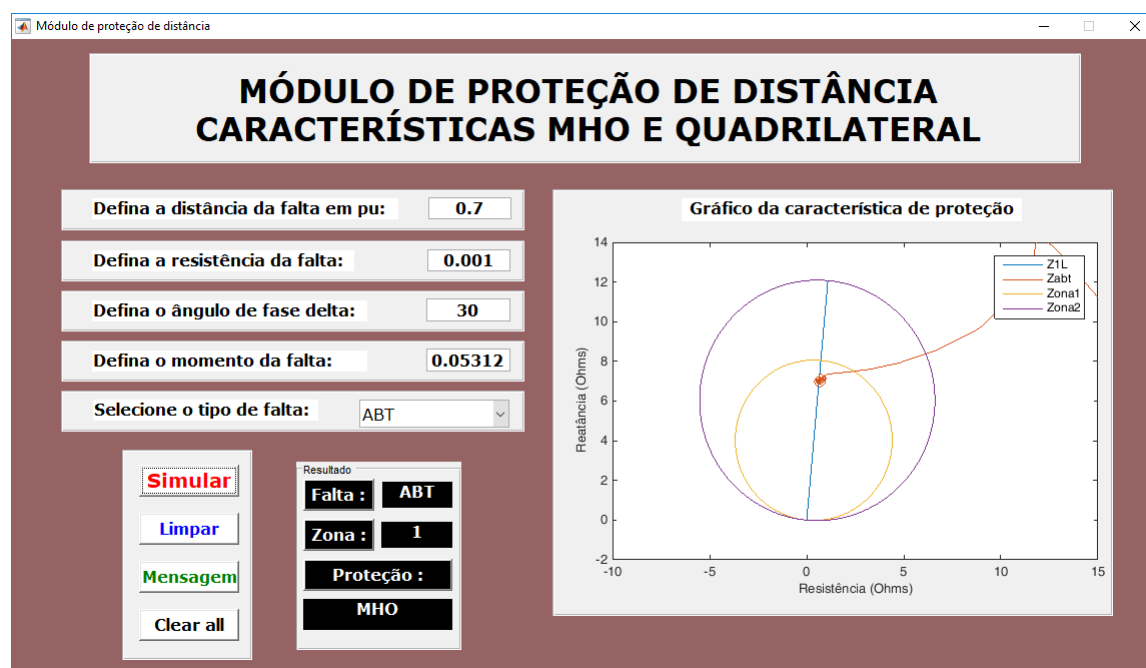 Módulo de proteção de distância
MÓDULO DE PROTEÇÃO DE DISTÂNCIA
CARACTERÍSTICAS MHO E QUADRILATERAL
Defina a distância da falta em pu:
0.7
Defina a resistência da falta:
0.001
Defina o ângulo de fase delta:
30
Defina o momento da falta:
0.05312
Selecione o tipo de falta:
ABT
Simular
Limpar
Mensagem
Clear all
Resultado
Falta :
ABT
Zona :
1
Proteção :
MHO
Gráfico da característica de proteção
14
12
10
8
6
4
2
0
-2
-10
-5
0
5
10
15
Reatância (Ohms)
Resistência (Ohms)
Z1L
Zabt
Zona1
Zona2